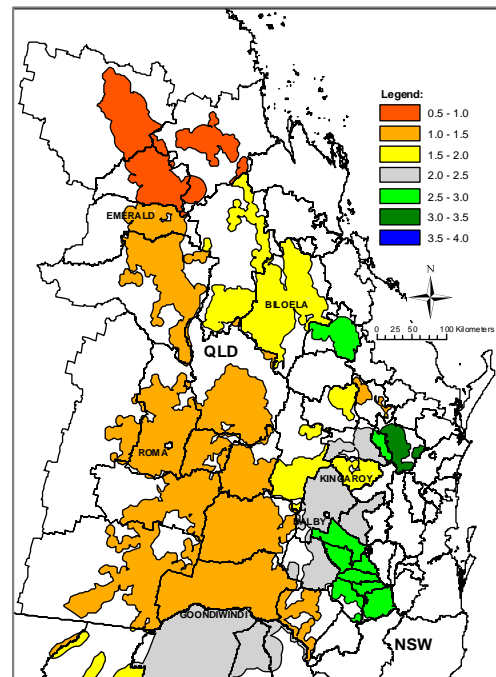 Legend:
0.5 - 1.0
1.0 - 1.5
1.5 - 2.0
2.0 - 2.5
2.5 - 3.0
3.0 - 3.5
3.5 - 4.0
EMERALD
N
BILOELA
0 25 50 100 Kilometers
QLD
ROMA
KINGAROY
DALBY
GOONDIWINDI
NSW